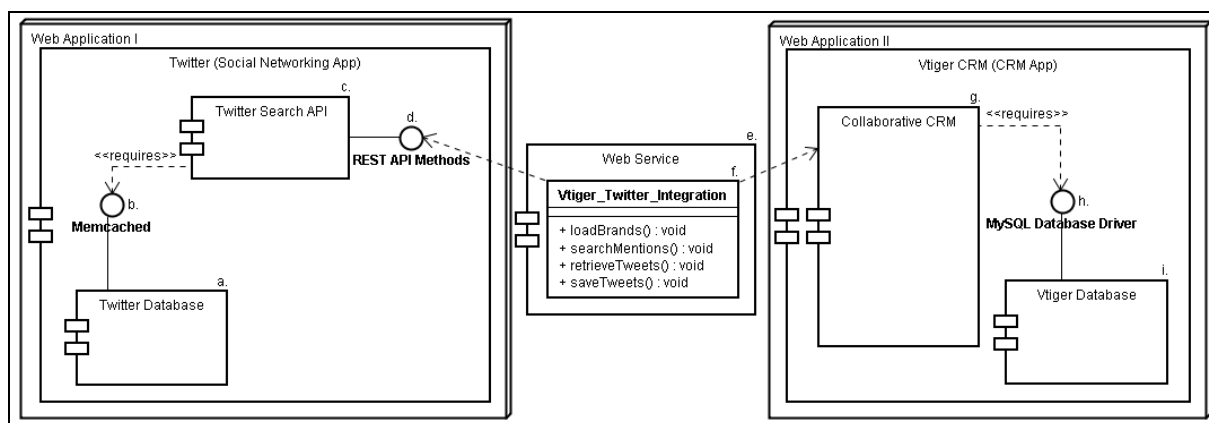 Web Application I
Twitter (Social Networking App)
c.
Twitter Search API
d.
REST API Methods
<<requires>>
b.
Memcached
a.
Twitter Database
e.
Web Service
f.
Vtiger_Twitter_Integration
+ loadBrands() : void
+ searchMentions() : void
+ retrieveTweets() : void
+ saveTweets() : void
Web Application II
Vtiger CRM (CRM App)
g.
Collaborative CRM
<<requires>>
h.
MySQL Database Driver
i.
Vtiger Database